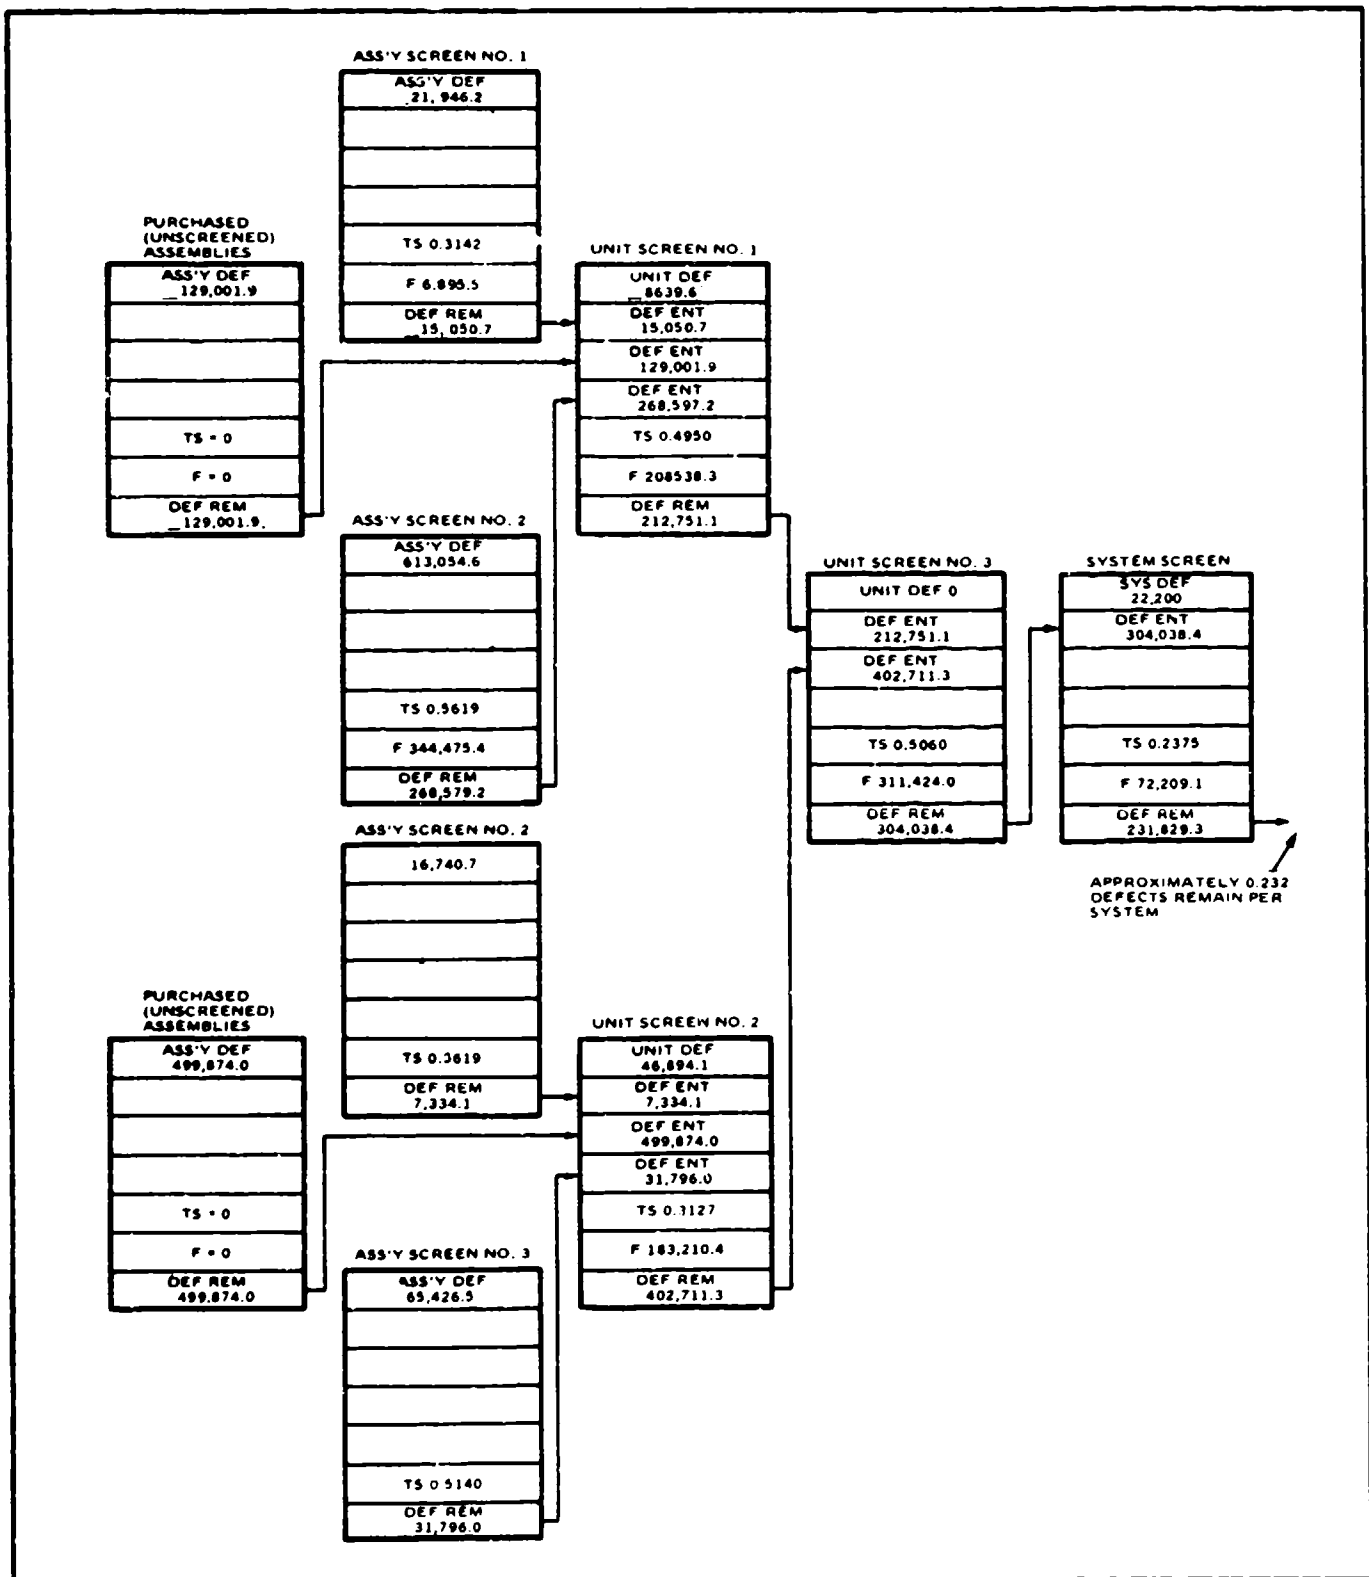 ASS'Y SCREEN NO. 1
ASS'Y DEF
21,946.2
TS 0.3142
F 6.895.5
DEF REM
15,050.7
PURCHASED
(UNSCREENED)
ASSEMBLIES
ASS'Y DEF
129,001.9
TS = 0
F = 0
DEF REM
129,001.9
UNIT SCREEN NO. 1
UNIT DEF
8639.6
DEF ENT
15,050.7
DEF ENT
129,001.9
DEF ENT
268,597.2
TS 0.4950
F 208538.3
DEF REM
212,751.1
ASS'Y SCREEN NO. 2
ASS'Y DEF
613,054.6
TS 0.5619
F 344,475.4
DEF REM
268,579.2
UNIT SCREEN NO. 3
UNIT DEF 0
DEF ENT
212,751.1
DEF ENT
402,711.3
TS 0.5060
F 311,424.0
DEF REM
304,038.4
SYSTEM SCREEN
SYS DEF
22,200
DEF ENT
304,038.4
TS 0.2375
F 72,209.1
DEF REM
231,829.3
APPROXIMATELY 0.232
DEFECTS REMAIN PER
SYSTEM
ASS'Y SCREEN NO. 2
16,740.7
TS 0.3619
DEF REM
7,334.1
PURCHASED
(UNSCREENED)
ASSEMBLIES
ASS'Y DEF
499,874.0
TS = 0
F = 0
DEF REM
499,874.0
UNIT SCREEN NO. 2
UNIT DEF
46,894.1
DEF ENT
7,334.1
DEF ENT
499,874.0
DEF ENT
31,796.0
TS 0.3127
F 183,210.4
DEF REM
402,711.3
ASS'Y SCREEN NO. 3
ASS'Y DEF
65,426.5
TS 0.5140
DEF REM
31,796.0